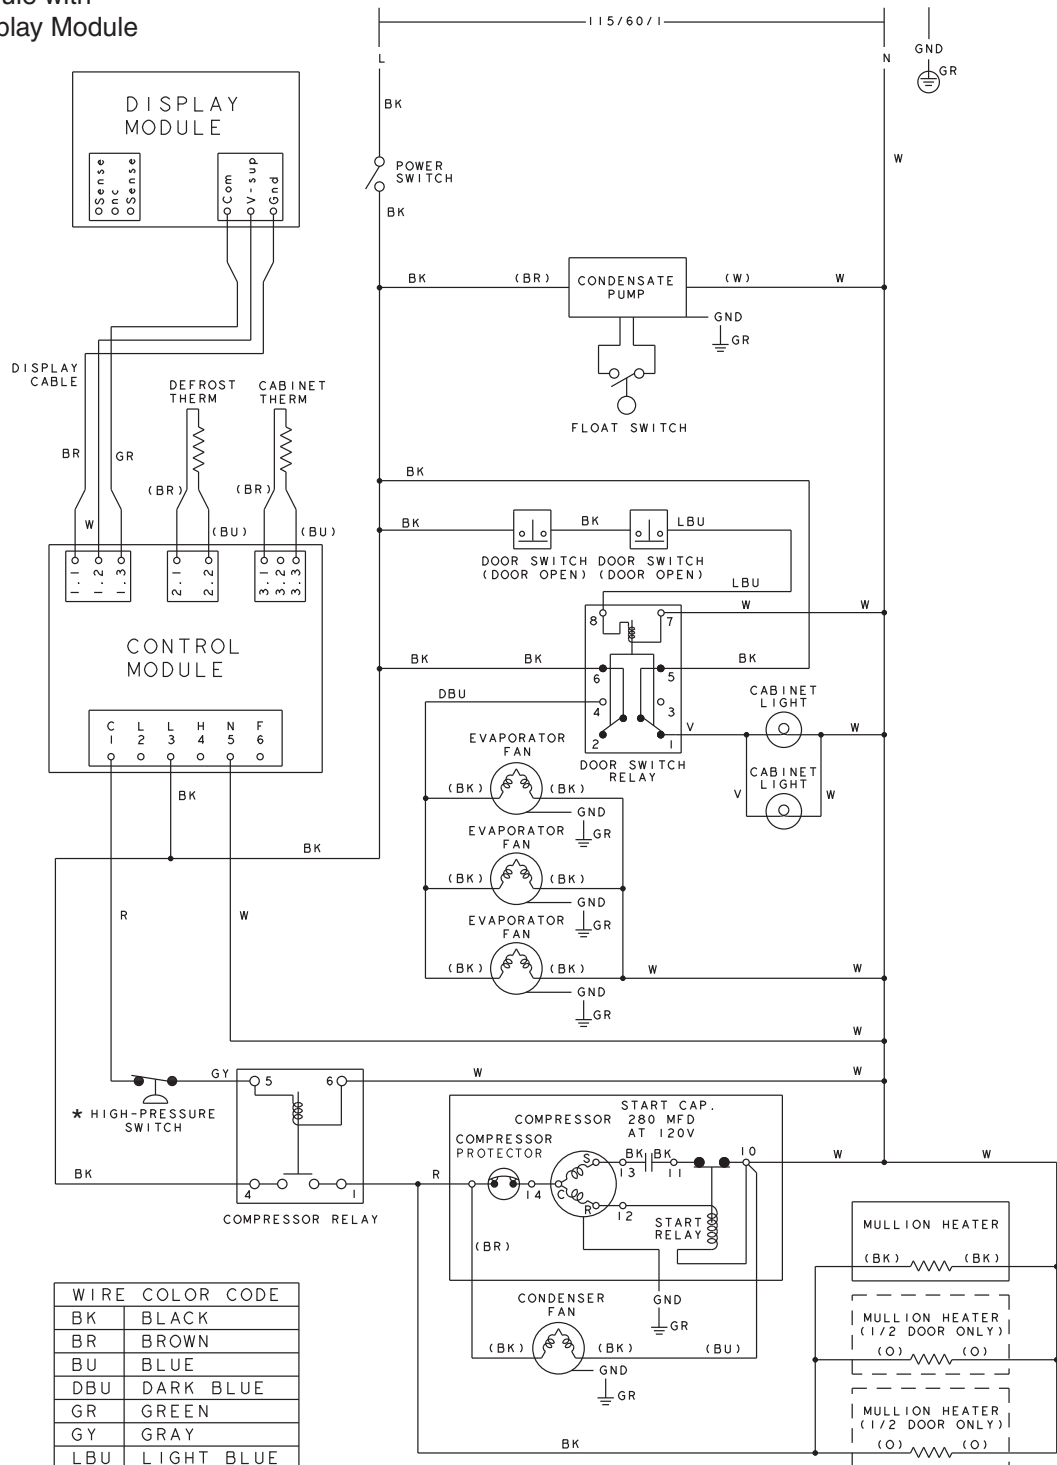 ule with
play Module
115/60/1
L
N
GND
GR
BK
W
DISPLAY
MODULE
OSense
onc
OSense
Com
V-sup
Gnd
POWER
SWITCH
BK
BK
(BR)
CONDENSATE
PUMP
(W)
W
GND
GR
FLOAT SWITCH
DISPLAY
CABLE
DEFROST
THERM
CABINET
THERM
BR
W
GR
(BR)
(BU)
(BR)
(BU)
BK
BK
BK
LBU
DOOR SWITCH
(DOOR OPEN)
DOOR SWITCH
(DOOR OPEN)
LBU
1.1
1.2
1.3
2.1
2.2
3.1
3.2
3.3
CONTROL
MODULE
8
7
W
W
BK
BK
6
5
BK
DBU
4
3
2
1
V
DOOR SWITCH
RELAY
CABINET
LIGHT
W
CABINET
LIGHT
V
W
C
1
L
2
L
3
H
4
N
5
F
6
BK
BK
R
W
EVAPORATOR
FAN
(BK)
(BK)
GND
GR
EVAPORATOR
FAN
(BK)
(BK)
GND
GR
EVAPORATOR
FAN
(BK)
(BK)
W
W
GND
GR
W
GY
5
6
W
W
* HIGH-PRESSURE
SWITCH
BK
4
1
COMPRESSOR RELAY
R
COMPRESSOR
START CAP.
280 MFD
AT 120V
COMPRESSOR
PROTECTOR
14
C
S
R
13
BK
BK
11
10
12
START
RELAY
W
W
(BR)
GND
GR
CONDENSER
FAN
(BK)
(BK)
(BU)
GND
GR
BK
MULLION HEATER
(BK)
(BK)
MULLION HEATER
(1/2 DOOR ONLY)
(O)
(O)
MULLION HEATER
(1/2 DOOR ONLY)
(O)
(O)
WIRE COLOR CODE
BK BLACK
BR BROWN
BU BLUE
DBU DARK BLUE
GR GREEN
GY GRAY
LBU LIGHT BLUE